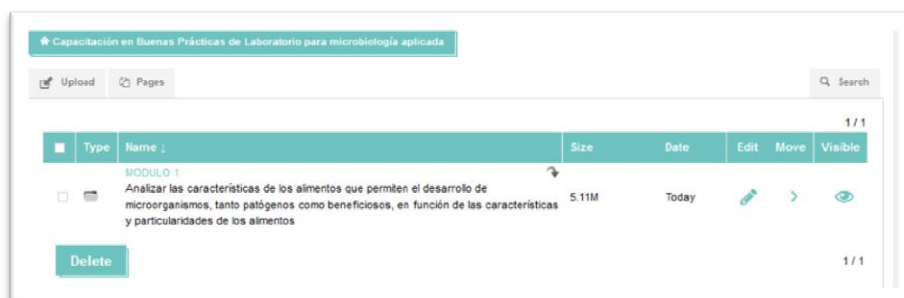 Capacitación en Buenas Prácticas de Laboratorio para microbiología aplicada
Upload Pages Search
1 / 1
Type Name ↓ Size Date Edit Move Visible
MODULO 1
Analizar las características de los alimentos que permiten el desarrollo de
microorganismos, tanto patógenos como beneficiosos, en función de las características
y particularidades de los alimentos
5.11M Today
Delete 1 / 1